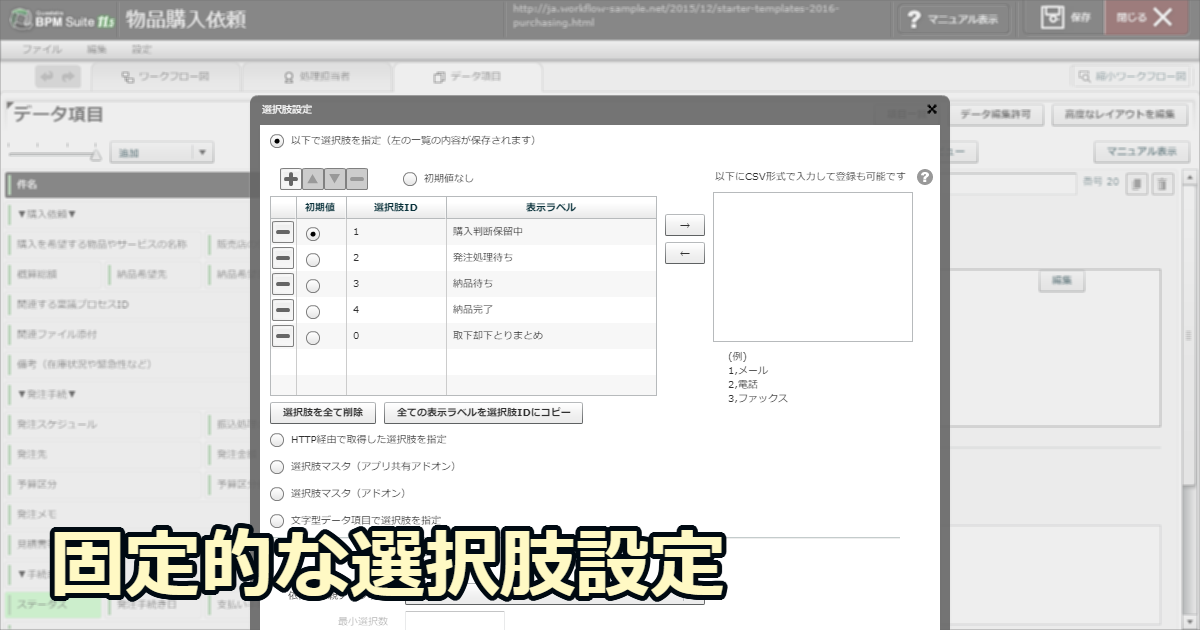 Questetra
BPM Suite 11s
物品購入依頼
http://ja.workflow-sample.net/2015/12/starter-templates-2016-
purchasing.html
マニュアル表示
保存
閉じる
ファイル 編集 設定
ワークフロー図
処理担当者
データ項目
縮小ワークフロー図
データ項目
追加
データ編集許可
高度なレイアウトを編集
マニュアル表示
件名
番号 20
▼購入依頼▼
購入を希望する物品やサービスの名称
概算総額
納品希望先
関連する稟議プロセスID
関連ファイル添付
備考（在庫状況や緊急性など）
▼発注手続▼
発注スケジュール
発注先
予算区分
発注メモ
ステータス
発注手続き日
編集
選択肢設定
以下で選択肢を指定（左の一覧の内容が保存されます）
初期値なし
以下にCSV形式で入力して登録も可能です
初期値 選択肢ID 表示ラベル
1 購入判断保留中
2 発注処理待ち
3 納品待ち
4 納品完了
0 取下却下とりまとめ
→
←
(例)
1,メール
2,電話
3,ファックス
選択肢を全て削除
全ての表示ラベルを選択肢IDにコピー
HTTP経由で取得した選択肢を指定
選択肢マスタ（アプリ共有アドオン）
選択肢マスタ（アドオン）
文字型データ項目で選択肢を指定
固定的な選択肢設定
最小選択数